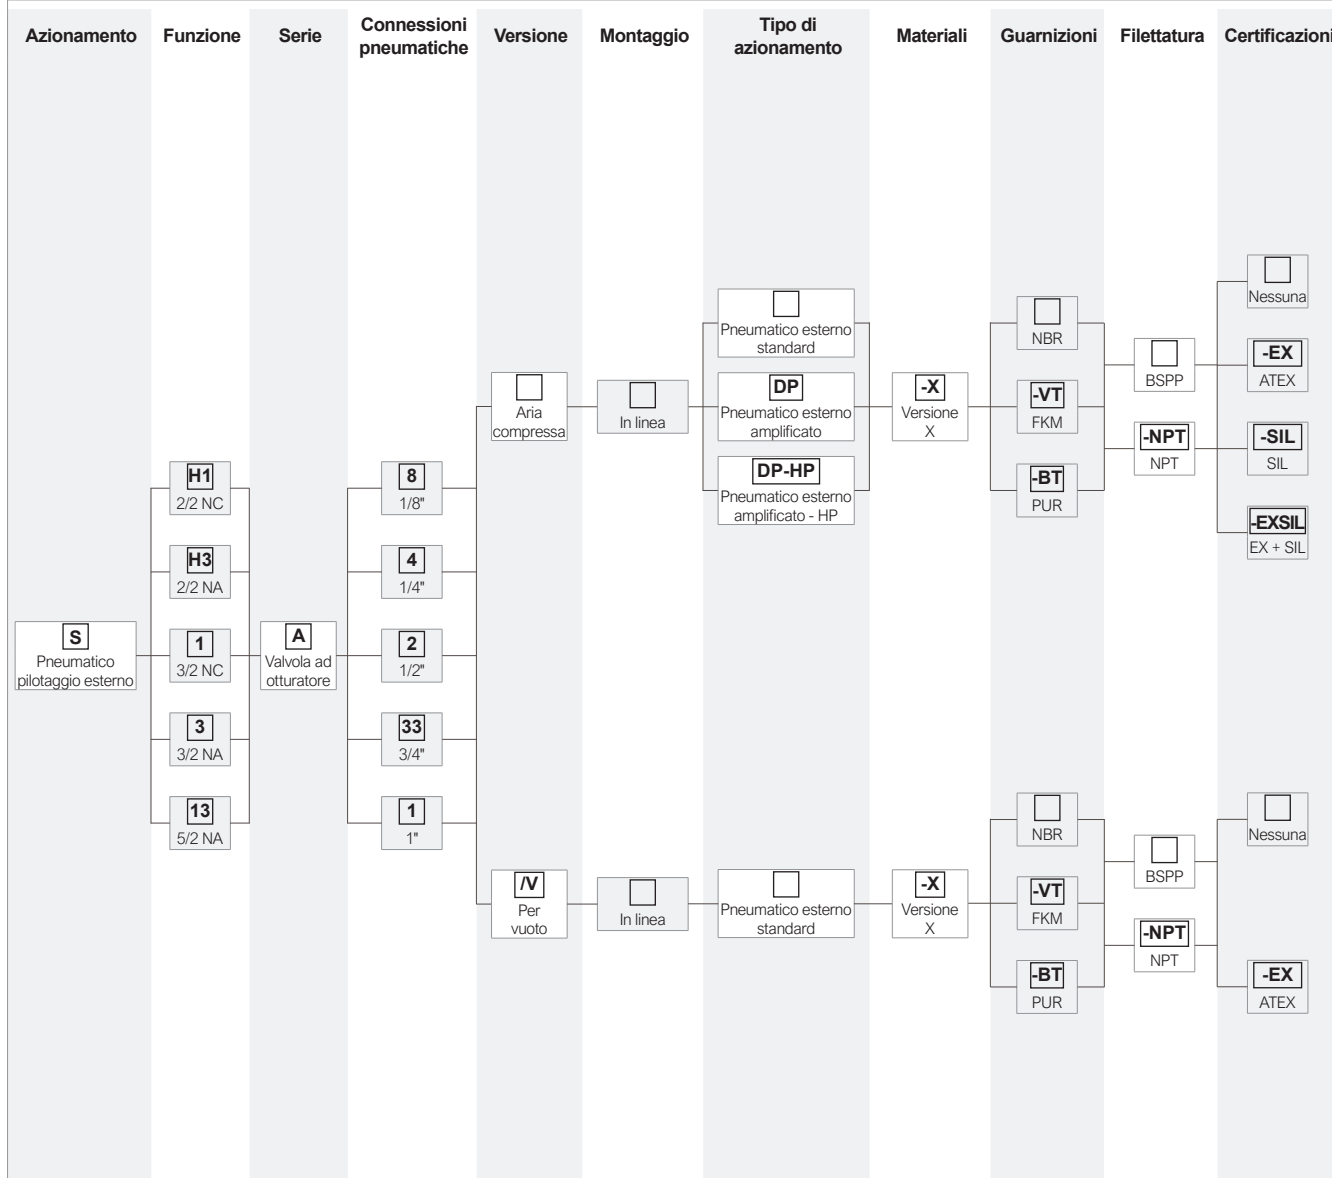 Azionamento
Funzione
Serie
Connessioni
pneumatiche
Versione
Montaggio
Tipo di
azionamento
Materiali
Guarnizioni
Filettatura
Certificazioni
S
Pneumatico
pilotaggio esterno
H1
2/2 NC
H3
2/2 NA
1
3/2 NC
3
3/2 NA
13
5/2 NA
A
Valvola ad
otturatore
8
1/8"
4
1/4"
2
1/2"
33
3/4"
1
1"
Aria
compressa
In linea
Pneumatico esterno
standard
DP
Pneumatico esterno
amplificato
DP-HP
Pneumatico esterno
amplificato - HP
-X
Versione
X
NBR
-VT
FKM
-BT
PUR
BSPP
-NPT
NPT
Nessuna
-EX
ATEX
-SIL
SIL
-EXSIL
EX + SIL
/V
Per
vuoto
In linea
Pneumatico esterno
standard
-X
Versione
X
NBR
-VT
FKM
-BT
PUR
BSPP
-NPT
NPT
Nessuna
-EX
ATEX